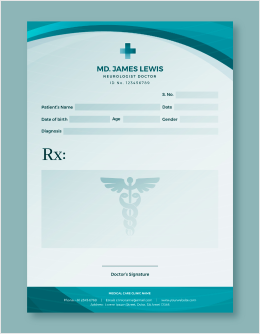 MD. JAMES LEWIS
NEUROLOGIST DOCTOR
ID No. 123456789
S. No.
Patient's Name
Date
Date of birth
Age
Gender
Diagnosis
Rx:
Doctor's Signature
MEDICAL CARE CLINIC NAME